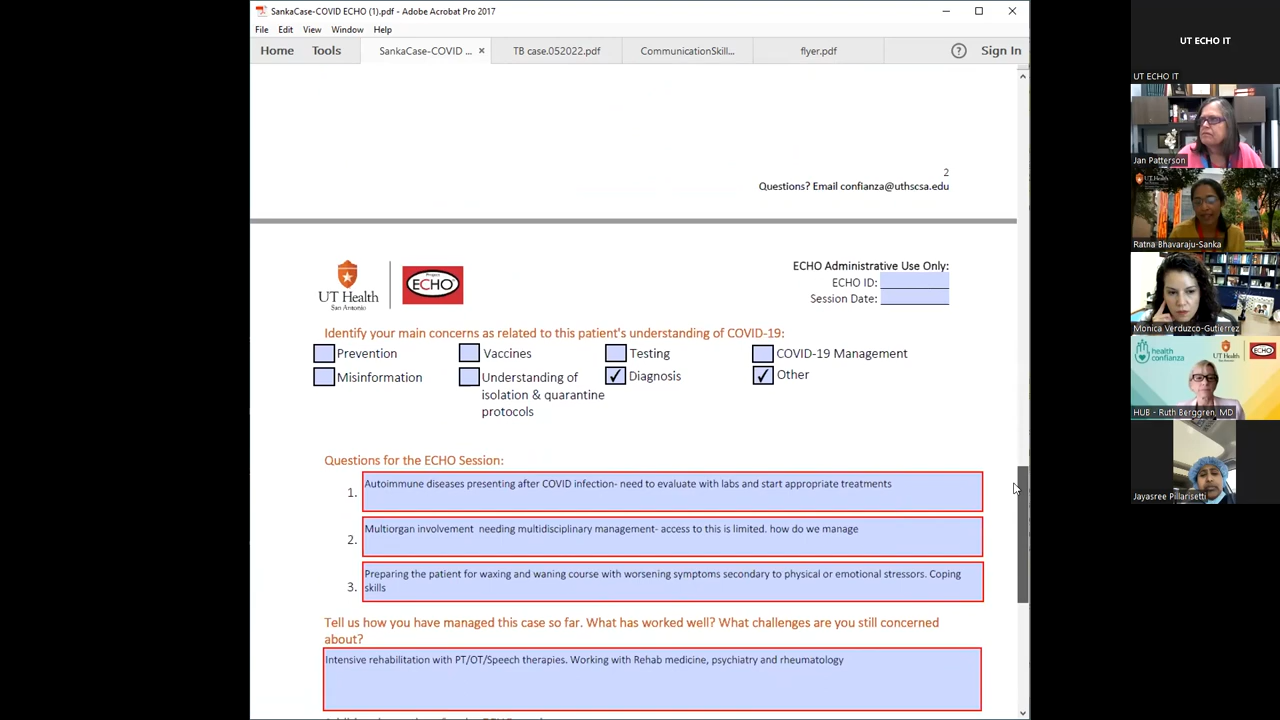 SankaCase-COVID ECHO (1).pdf - Adobe Acrobat Pro 2017
File Edit View Window Help
Home Tools SankaCase-COVID ... × TB case.052022.pdf CommunicationSkill... flyer.pdf ? Sign In
2
Questions? Email confianza@uthscsa.edu
UT Health
San Antonio
Project
ECHO
ECHO Administrative Use Only:
ECHO ID:
Session Date:
Identify your main concerns as related to this patient's understanding of COVID-19:
Prevention Vaccines Testing COVID-19 Management
Misinformation Understanding of Diagnosis Other
isolation & quarantine
protocols
Questions for the ECHO Session:
1. Autoimmune diseases presenting after COVID infection- need to evaluate with labs and start appropriate treatments
2. Multiorgan involvement needing multidisciplinary management- access to this is limited. how do we manage
3. Preparing the patient for waxing and waning course with worsening symptoms secondary to physical or emotional stressors. Coping
skills
Tell us how you have managed this case so far. What has worked well? What challenges are you still concerned
about?
Intensive rehabilitation with PT/OT/Speech therapies. Working with Rehab medicine, psychiatry and rheumatology
UT ECHO IT
UT ECHO IT
Jan Patterson
Ratna Bhavaraju-Sanka
Monica Verduzco-Gutierrez
health
confianza
UT Health
ECHO
HUB - Ruth Berggren, MD
Jayasree Pillarisetti